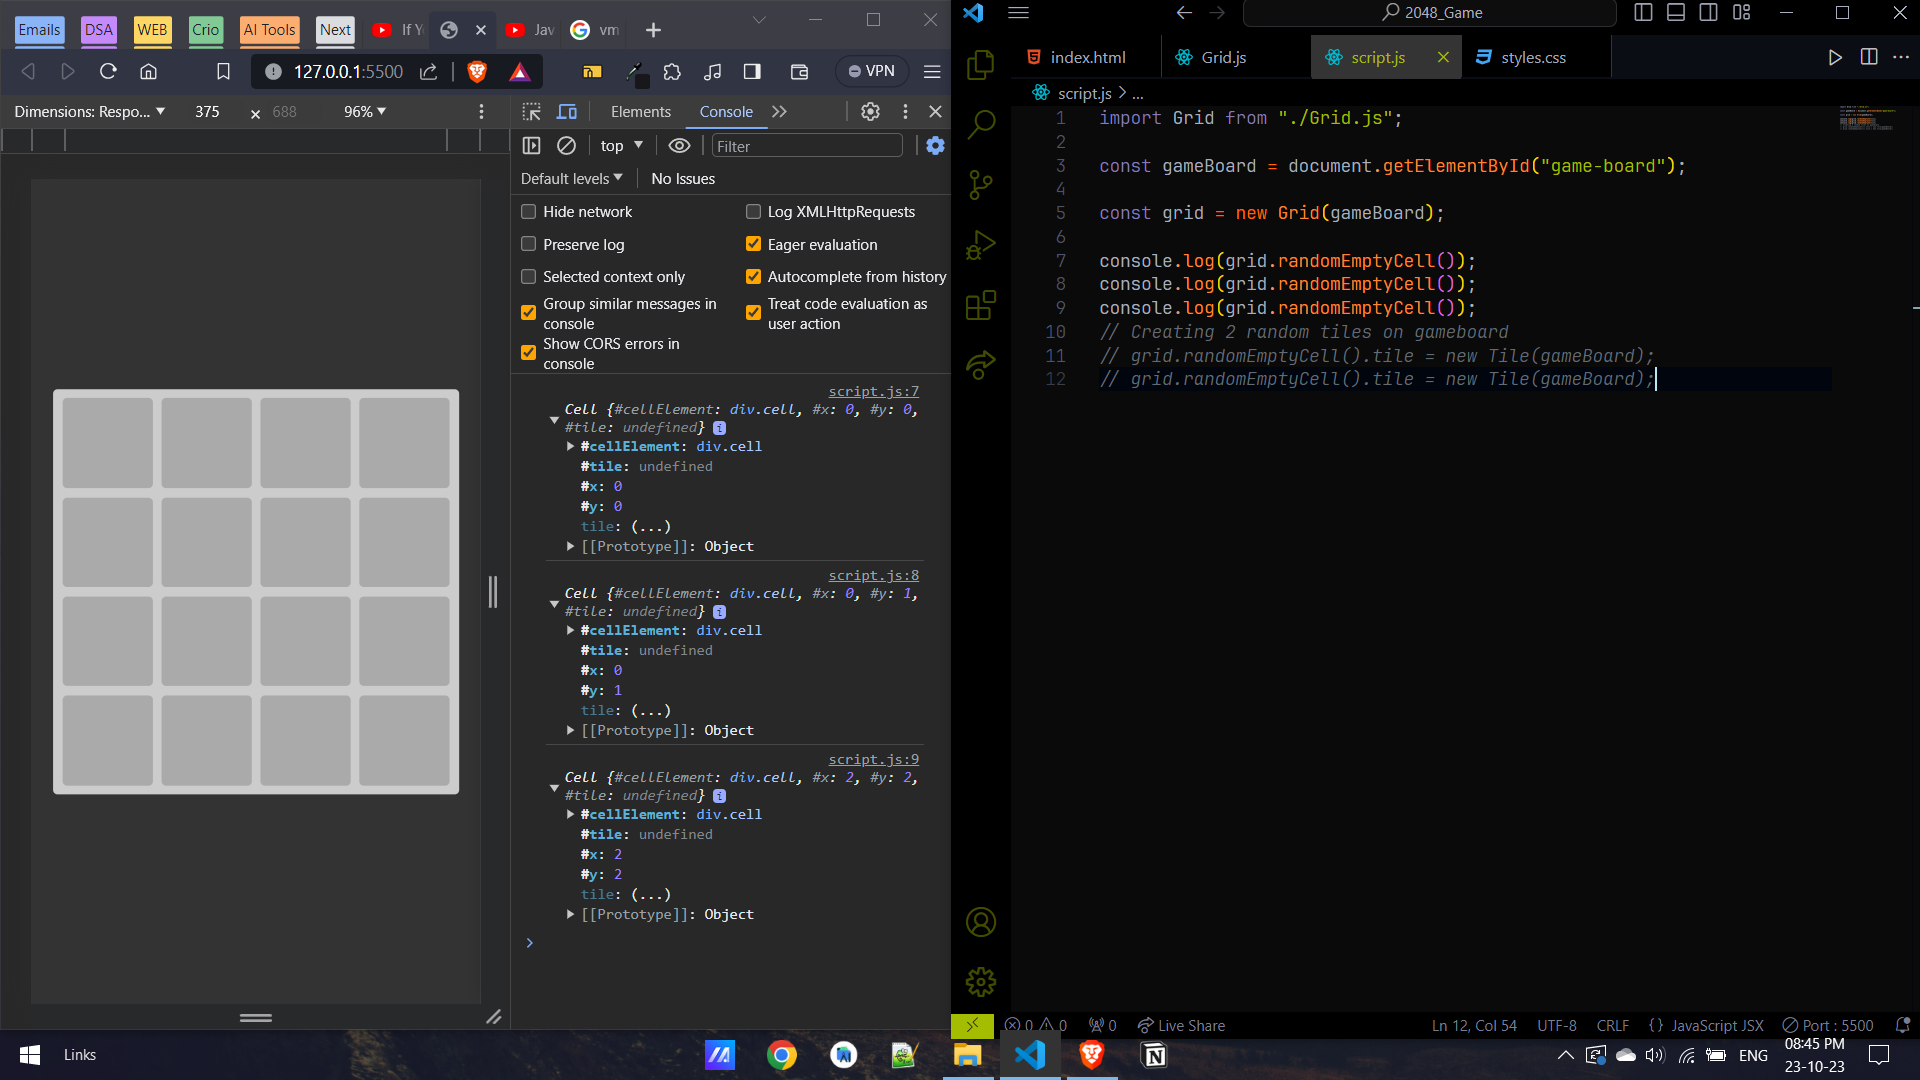 Emails
DSA
WEB
Crio
AI Tools
Next
If Y
Jav
vm
127.0.0.1:5500
VPN
Dimensions: Respo...
375
688
96%
Elements
Console
top
Filter
Default levels
No Issues
Hide network
Log XMLHttpRequests
Preserve log
Eager evaluation
Selected context only
Autocomplete from history
Group similar messages in
console
Treat code evaluation as
user action
Show CORS errors in
console
script.js:7
Cell {#cellElement: div.cell, #x: 0, #y: 0,
#tile: undefined}
#cellElement: div.cell
#tile: undefined
#x: 0
#y: 0
tile: (...)
[[Prototype]]: Object
script.js:8
Cell {#cellElement: div.cell, #x: 0, #y: 1,
#tile: undefined}
#cellElement: div.cell
#tile: undefined
#x: 0
#y: 1
tile: (...)
[[Prototype]]: Object
script.js:9
Cell {#cellElement: div.cell, #x: 2, #y: 2,
#tile: undefined}
#cellElement: div.cell
#tile: undefined
#x: 2
#y: 2
tile: (...)
[[Prototype]]: Object
2048_Game
index.html
Grid.js
script.js
styles.css
script.js > ...
1 import Grid from "./Grid.js";
2
3 const gameBoard = document.getElementById("game-board");
4
5 const grid = new Grid(gameBoard);
6
7 console.log(grid.randomEmptyCell());
8 console.log(grid.randomEmptyCell());
9 console.log(grid.randomEmptyCell());
10 // Creating 2 random tiles on gameboard
11 // grid.randomEmptyCell().tile = new Tile(gameBoard);
12 // grid.randomEmptyCell().tile = new Tile(gameBoard);
0 0
0
Live Share
Ln 12, Col 54
UTF-8
CRLF
{} JavaScript JSX
Port : 5500
Links
ENG
08:45 PM
23-10-23